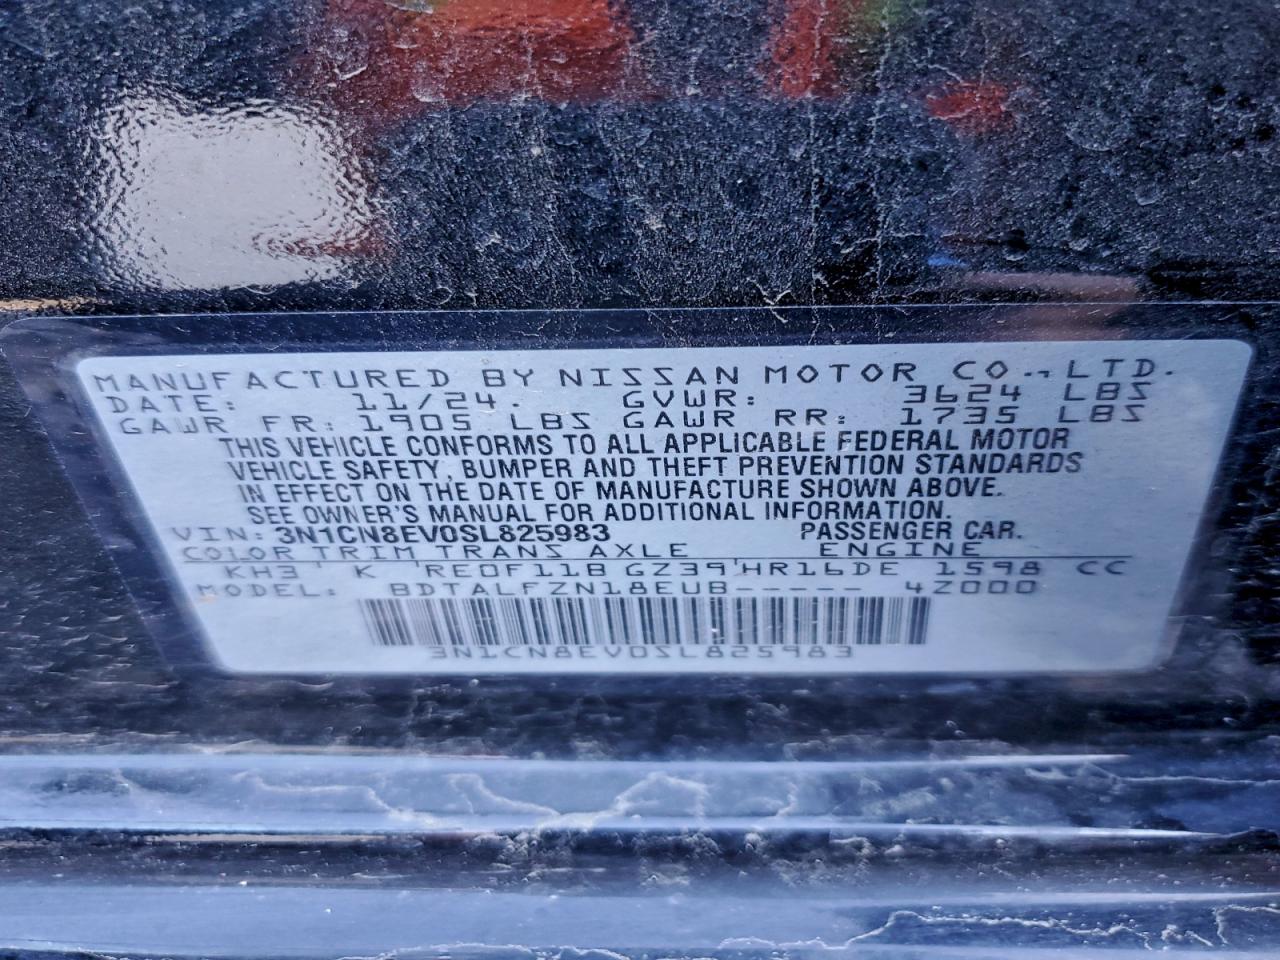 MANUFACTURED BY NISSAN MOTOR CO., LTD.
DATE: 11/24. GVWR: 3624 LBS
GAWR FR: 1905 LBS GAWR RR: 1735 LBS
THIS VEHICLE CONFORMS TO ALL APPLICABLE FEDERAL MOTOR
VEHICLE SAFETY, BUMPER AND THEFT PREVENTION STANDARDS
IN EFFECT ON THE DATE OF MANUFACTURE SHOWN ABOVE.
SEE OWNER'S MANUAL FOR ADDITIONAL INFORMATION.
VIN: 3N1CN8EV0SL825983 PASSENGER CAR.
COLOR TRIM TRANS AXLE ENGINE
KH3 K RE0F11B GZ39 HR16DE 1598 CC
MODEL: BDTALFZN18EUB----- 4Z000
3N1CN8EV0SL825983